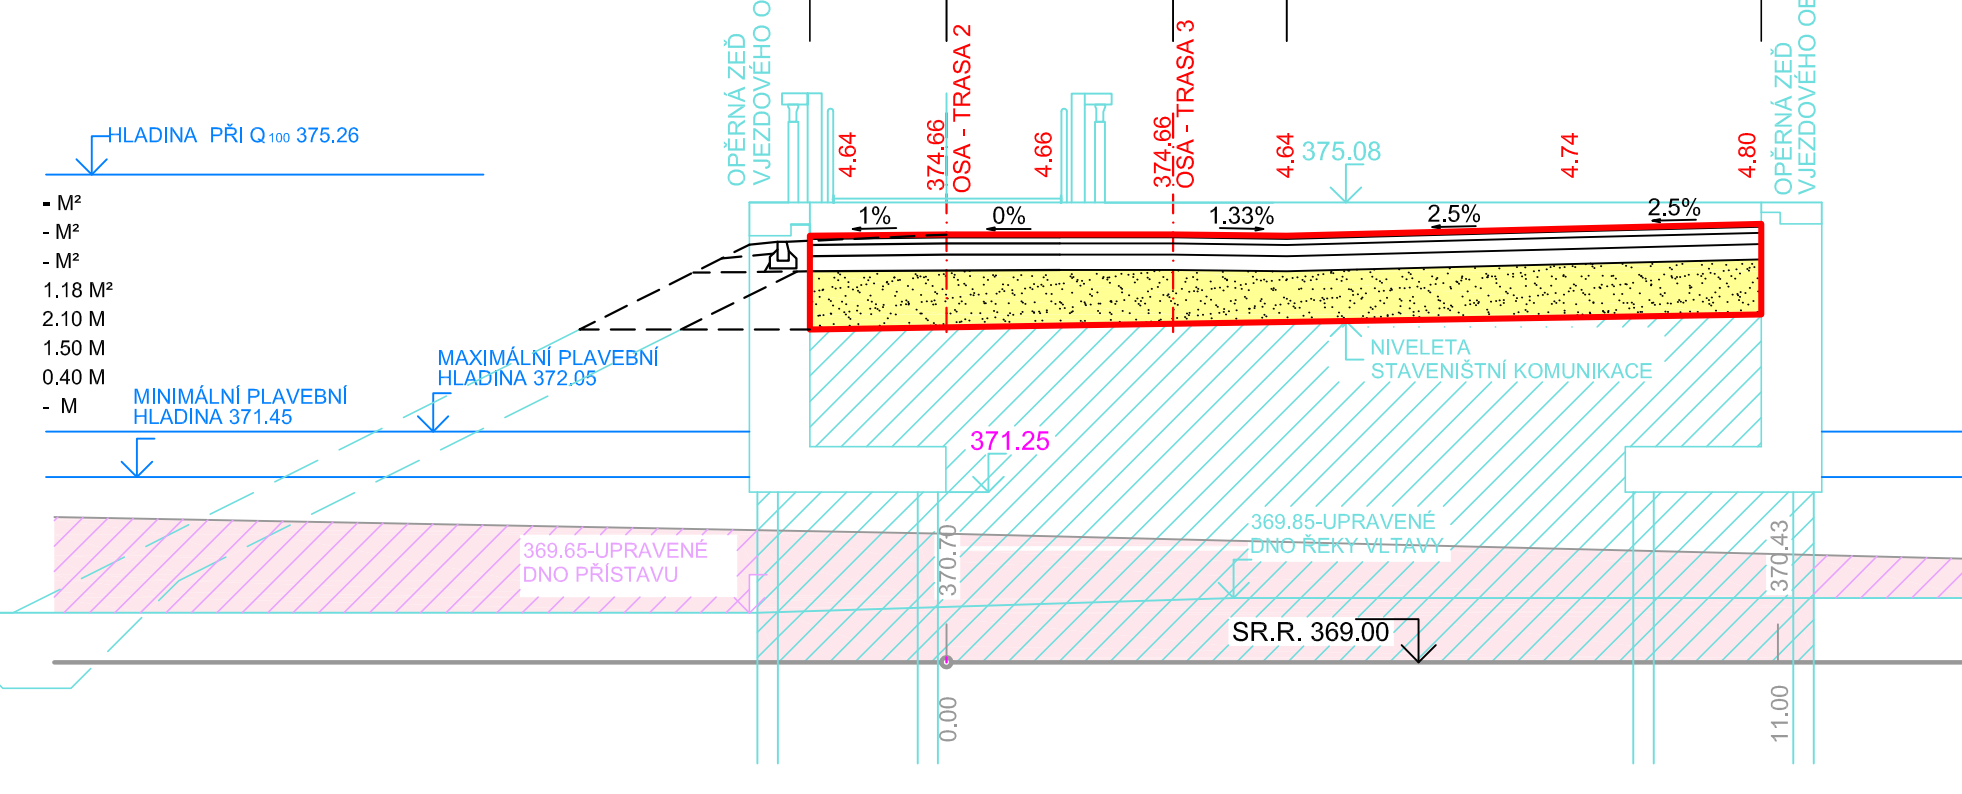 OPĚRNÁ ZEĎ
VJEZDOVÉHO O
OSA - TRASA 2
OSA - TRASA 3
OPĚRNÁ ZEĎ
VJEZDOVÉHO OB
HLADINA PŘI Q100 375.26
4.64
374.66
4.66
374.66
4.64
375.08
4.74
4.80
- M²
- M²
- M²
1.18 M²
2.10 M
1.50 M
0.40 M
- M
1%
0%
1.33%
2.5%
2.5%
MAXIMÁLNÍ PLAVEBNÍ
HLADINA 372.05
MINIMÁLNÍ PLAVEBNÍ
HLADINA 371.45
NIVELETA
STAVENIŠTNÍ KOMUNIKACE
371.25
369.65-UPRAVENÉ
DNO PŘÍSTAVU
370.70
369.85-UPRAVENÉ
DNO ŘEKY VLTAVY
370.43
SR.R. 369.00
0.00
11.00